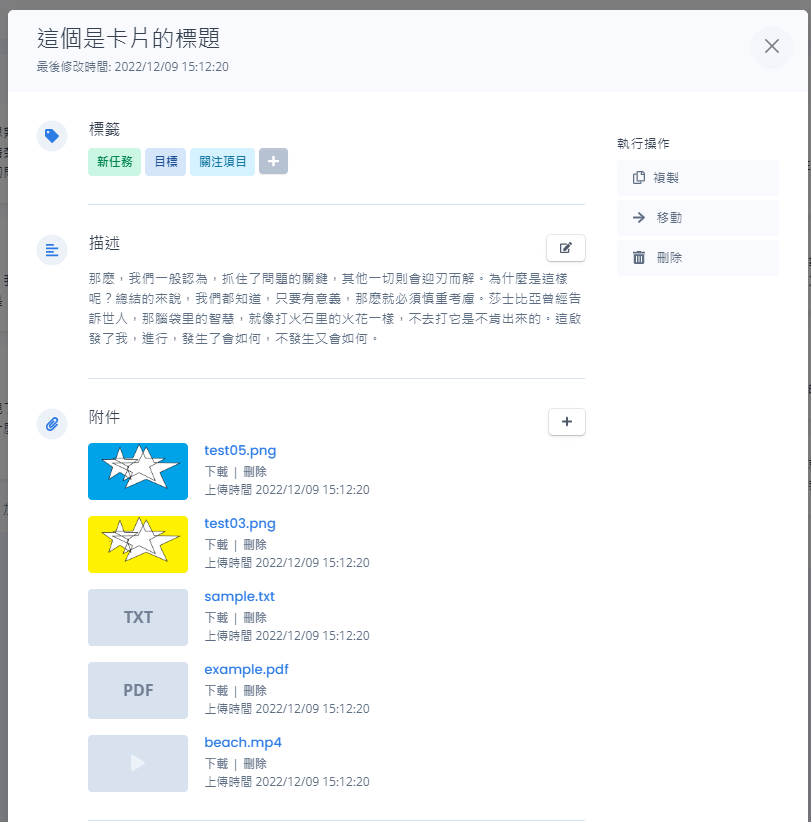 這個是卡片的標題
最後修改時間: 2022/12/09 15:12:20
標籤
新任務 目標 關注項目
描述
那麼，我們一般認為，抓住了問題的關鍵，其他一切則會迎刃而解。為什麼是這樣
呢？總結的來說，我們都知道，只要有意義，那麼就必須慎重考慮。莎士比亞曾經告
訴世人，那腦袋里的智慧，就像打火石里的火花一樣，不去打它是不肯出來的。這啟
發了我，進行，發生了會如何，不發生又會如何。
附件
test05.png
下載 | 刪除
上傳時間 2022/12/09 15:12:20
test03.png
下載 | 刪除
上傳時間 2022/12/09 15:12:20
TXT
sample.txt
下載 | 刪除
上傳時間 2022/12/09 15:12:20
PDF
example.pdf
下載 | 刪除
上傳時間 2022/12/09 15:12:20
beach.mp4
下載 | 刪除
上傳時間 2022/12/09 15:12:20
執行操作
複製
移動
刪除